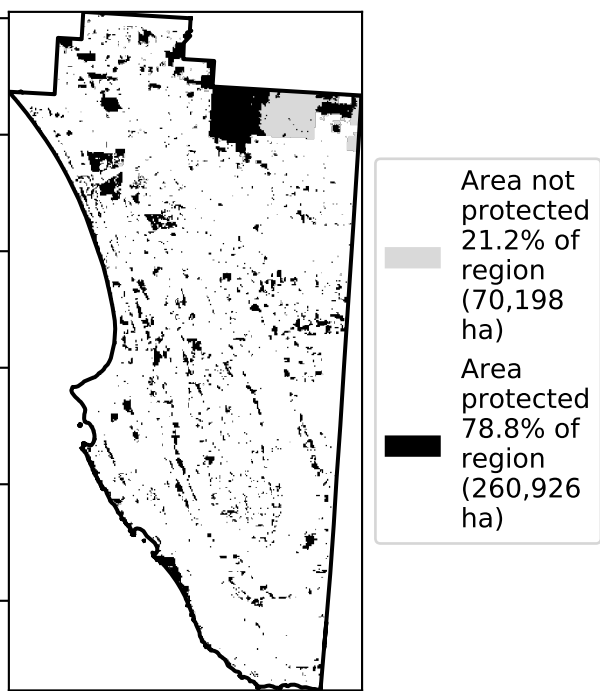 Area not
protected
21.2% of
region
(70,198
ha)
Area
protected
78.8% of
region
(260,926
ha)